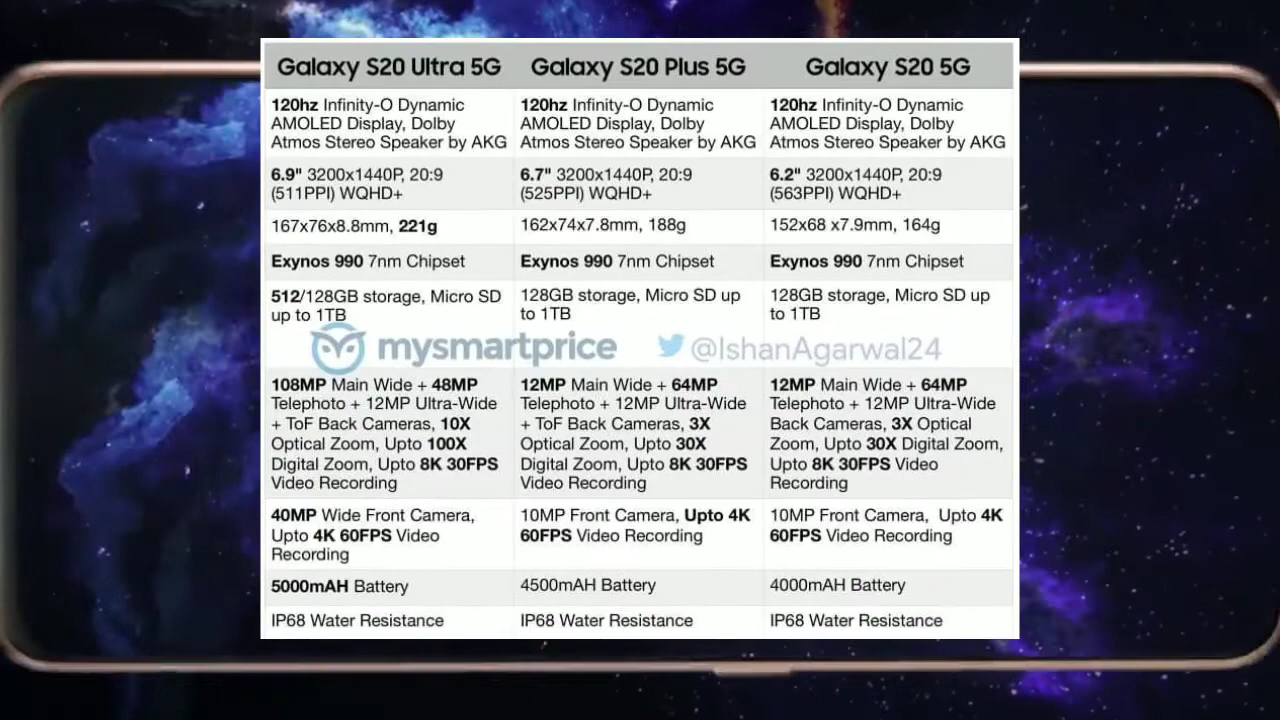 Galaxy S20 Ultra 5G
Galaxy S20 Plus 5G
Galaxy S20 5G
120hz Infinity-O Dynamic
AMOLED Display, Dolby
Atmos Stereo Speaker by AKG
120hz Infinity-O Dynamic
AMOLED Display, Dolby
Atmos Stereo Speaker by AKG
120hz Infinity-O Dynamic
AMOLED Display, Dolby
Atmos Stereo Speaker by AKG
6.9" 3200x1440P, 20:9
(511PPI) WQHD+
6.7" 3200x1440P, 20:9
(525PPI) WQHD+
6.2" 3200x1440P, 20:9
(563PPI) WQHD+
167x76x8.8mm, 221g
162x74x7.8mm, 188g
152x68 x7.9mm, 164g
Exynos 990 7nm Chipset
Exynos 990 7nm Chipset
Exynos 990 7nm Chipset
512/128GB storage, Micro SD
up to 1TB
128GB storage, Micro SD up
to 1TB
128GB storage, Micro SD up
to 1TB
mysmartprice
@IshanAgarwal24
108MP Main Wide + 48MP
Telephoto + 12MP Ultra-Wide
+ ToF Back Cameras, 10X
Optical Zoom, Upto 100X
Digital Zoom, Upto 8K 30FPS
Video Recording
12MP Main Wide + 64MP
Telephoto + 12MP Ultra-Wide
+ ToF Back Cameras, 3X
Optical Zoom, Upto 30X
Digital Zoom, Upto 8K 30FPS
Video Recording
12MP Main Wide + 64MP
Telephoto + 12MP Ultra-Wide
Back Cameras, 3X Optical
Zoom, Upto 30X Digital Zoom,
Upto 8K 30FPS Video
Recording
40MP Wide Front Camera,
Upto 4K 60FPS Video
Recording
10MP Front Camera, Upto 4K
60FPS Video Recording
10MP Front Camera, Upto 4K
60FPS Video Recording
5000mAH Battery
4500mAH Battery
4000mAH Battery
IP68 Water Resistance
IP68 Water Resistance
IP68 Water Resistance